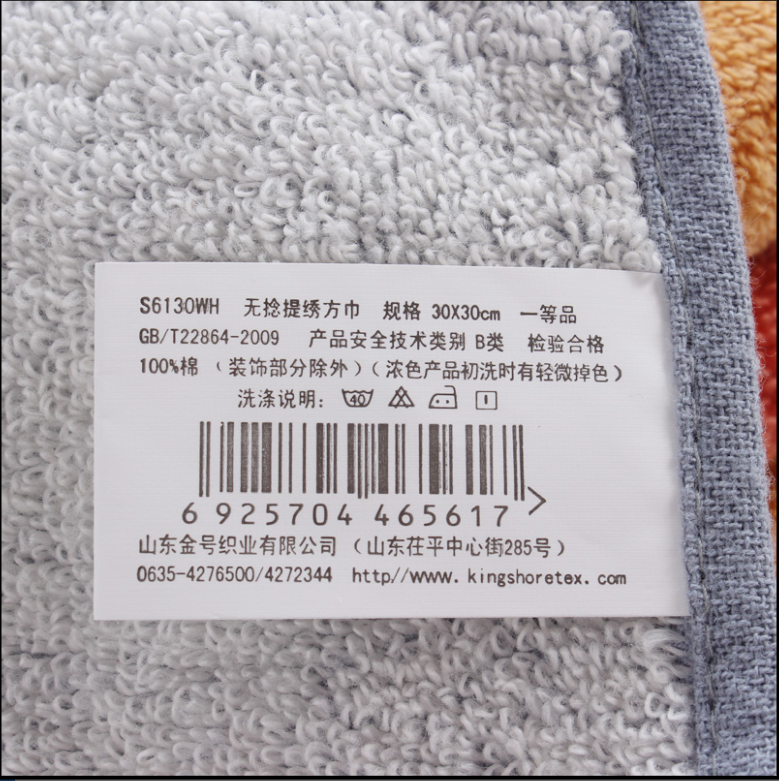 S6130WH 无捻提绣方巾 规格 30X30cm 一等品
GB/T22864-2009 产品安全技术类别 B类 检验合格
100%棉 (装饰部分除外)(浓色产品初洗时有轻微掉色)
洗涤说明: 40
6 925704 465617 >
山东金号织业有限公司 (山东茌平中心街285号)
0635-4276500/4272344 http//www. kingshoretex. com